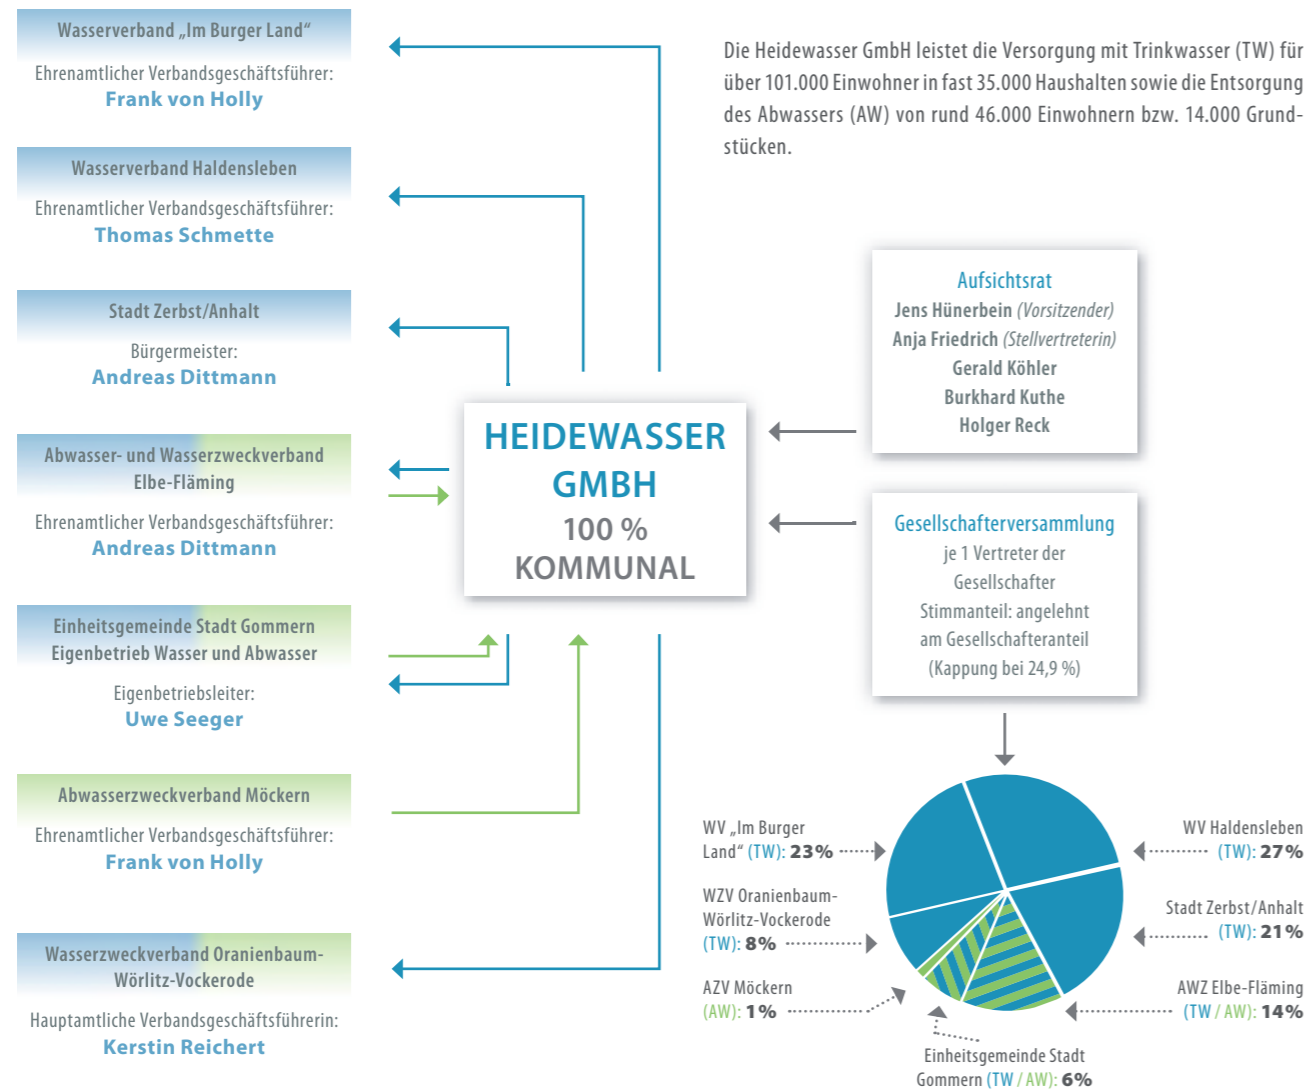 Wasserverband „Im Burger Land“
Ehrenamtlicher Verbandsgeschäftsführer:
Frank von Holly
Wasserverband Haldensleben
Ehrenamtlicher Verbandsgeschäftsführer:
Thomas Schmette
Stadt Zerbst/Anhalt
Bürgermeister:
Andreas Dittmann
Abwasser- und Wasserzweckverband
Elbe-Fläming
Ehrenamtlicher Verbandsgeschäftsführer:
Andreas Dittmann
Einheitsgemeinde Stadt Gommern
Eigenbetrieb Wasser und Abwasser
Eigenbetriebsleiter:
Uwe Seeger
Abwasserzweckverband Möckern
Ehrenamtlicher Verbandsgeschäftsführer:
Frank von Holly
Wasserzweckverband Oranienbaum-
Wörlitz-Vockerode
Hauptamtliche Verbandsgeschäftsführerin:
Kerstin Reichert
HEIDEWASSER
GMBH
100 %
KOMMUNAL
Die Heidewasser GmbH leistet die Versorgung mit Trinkwasser (TW) für
über 101.000 Einwohner in fast 35.000 Haushalten sowie die Entsorgung
des Abwassers (AW) von rund 46.000 Einwohnern bzw. 14.000 Grund-
stücken.
Aufsichtsrat
Jens Hünerbein (Vorsitzender)
Anja Friedrich (Stellvertreterin)
Gerald Köhler
Burkhard Kuthe
Holger Reck
Gesellschafterversammlung
je 1 Vertreter der
Gesellschafter
Stimmanteil: angelehnt
am Gesellschafteranteil
(Kappung bei 24,9 %)
WV „Im Burger
Land“ (TW): 23%
WZV Oranienbaum-
Wörlitz-Vockerode
(TW): 8%
AZV Möckern
(AW): 1%
Einheitsgemeinde Stadt
Gommern (TW / AW): 6%
WV Haldensleben
(TW): 27%
Stadt Zerbst/Anhalt
(TW): 21%
AWZ Elbe-Fläming
(TW / AW): 14%